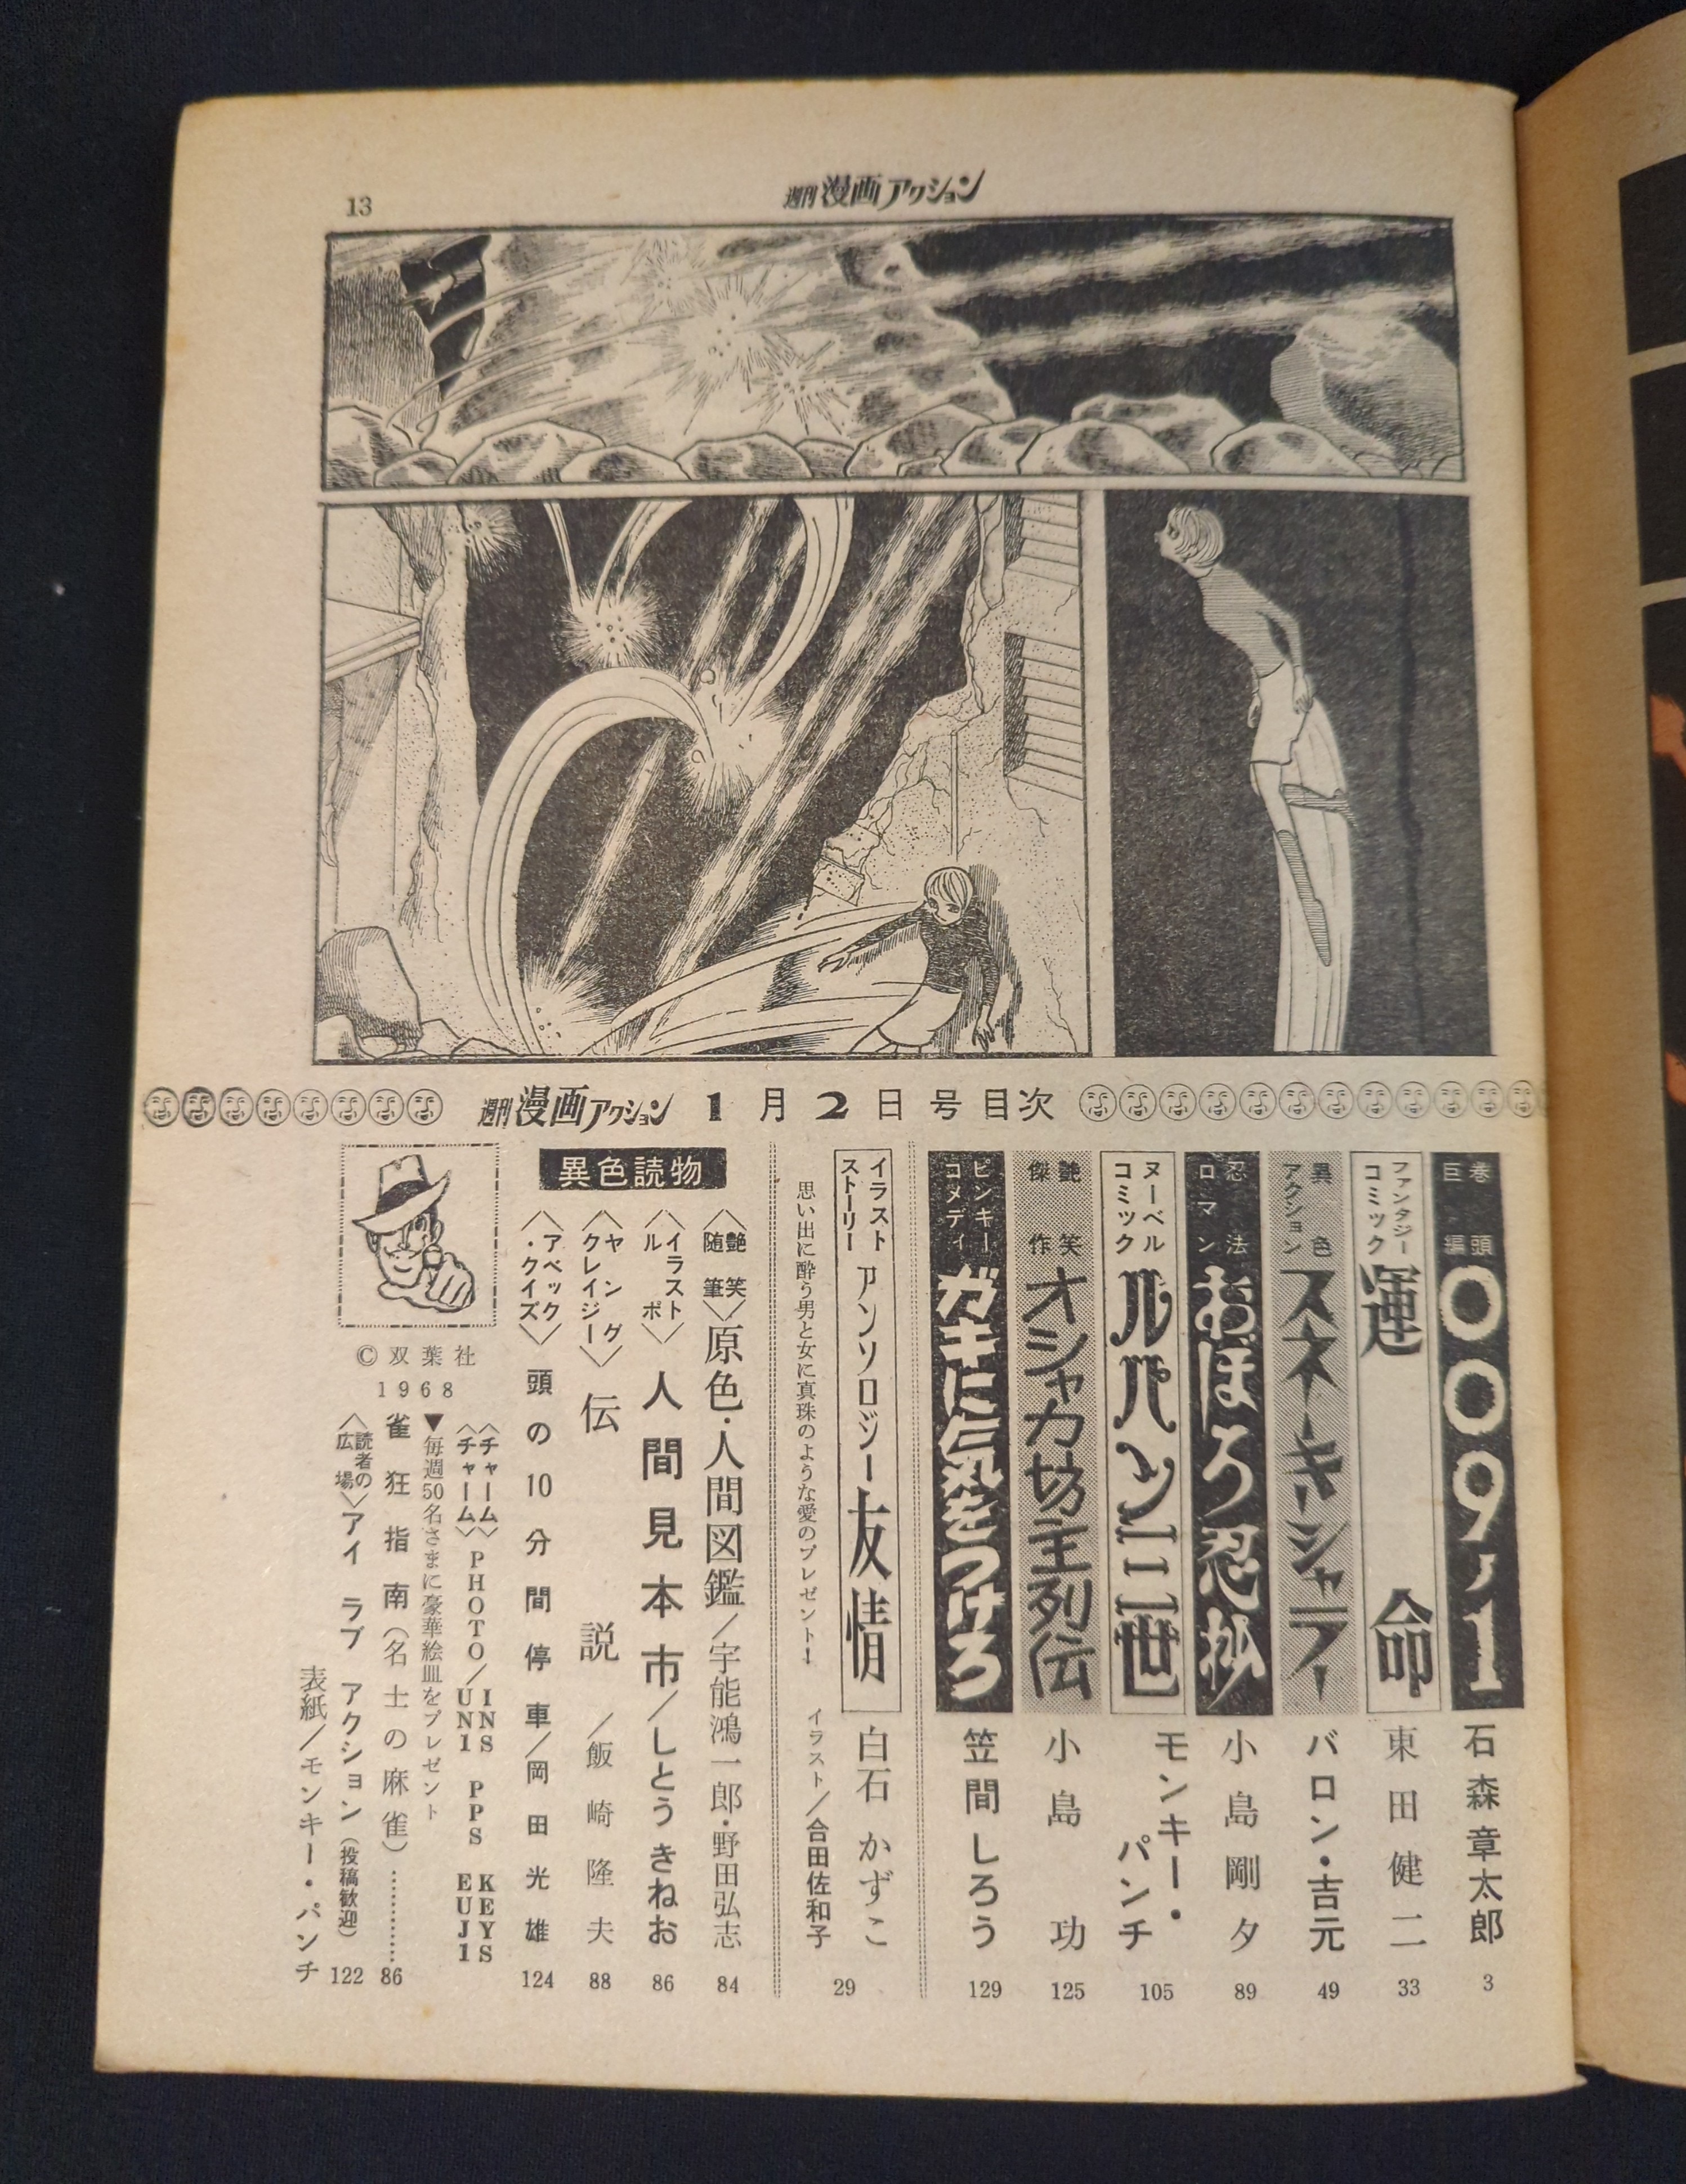 13
週刊漫画アクション
週刊漫画アクション 1月2日号目次
巻頭巨編
009ノ1
石森章太郎
3
ファンタジーコミック
運命
東田健二
33
異色アクション
スネーキジャラー
バロン・吉元
49
忍法ロマン
おぼろ忍抄
小島剛夕
89
ヌーベルコミック
ルパン三世
モンキー・パンチ
105
艶笑傑作
オシャカ坊主列伝
小島功
125
ピンキーコメディ
ガキに気をつけろ
笠間しろう
129
イラストストーリー
アンソロジー 友情
白石かずこ
思い出に酔う男と女に真珠のような愛のプレゼント!
イラスト/合田佐和子
29
異色読物
〈艶笑随筆〉原色・人間図鑑/宇能鴻一郎・野田弘志
84
〈イラストルポ〉人間見本市/しとうきねお
86
〈ヤングクレイジー〉伝説/飯崎隆夫
88
〈アベック・クイズ〉頭の10分間停車/岡田光雄
124
〈チャーム〉〈チャーム〉PHOTO/INS KEYS
UN1 PPS EUJ1
▼毎週50名さまに豪華絵皿をプレゼント
雀狂指南(名士の麻雀)…………
86
〈読者の広場〉アイ ラブ アクション(投稿歓迎)
122
表紙/モンキー・パンチ
©双葉社
1968